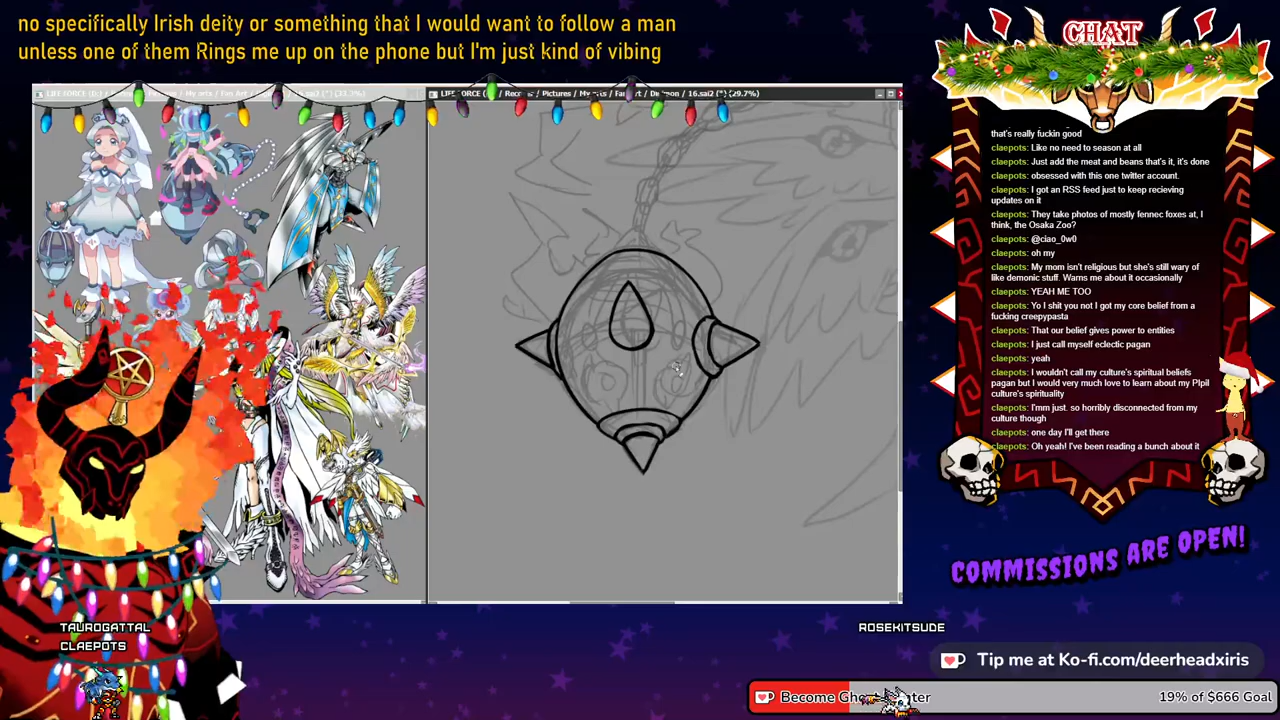 no specifically Irish deity or something that I would want to follow a man
unless one of them Rings me up on the phone but I'm just kind of vibing
CHAT
that's really fuckin good
claepots: Like no need to season at all
claepots: Just add the meat and beans that's it, it's done
claepots: obsessed with this one twitter account.
claepots: I got an RSS feed just to keep recieving
updates on it
claepots: They take photos of mostly fennec foxes at, I
think, the Osaka Zoo?
claepots: @ciao_0w0
claepots: oh my
claepots: My mom isn't religious but she's still wary of
like demonic stuff. Warns me about it occasionally
claepots: YEAH ME TOO
claepots: Yo I shit you not I got my core belief from a
fucking creepypasta
claepots: That our belief gives power to entities
claepots: I just call myself eclectic pagan
claepots: yeah
claepots: I wouldn't call my culture's spiritual beliefs
pagan but I would very much love to learn about my PIpil
culture's spirituality
claepots: I'mm just. so horribly disconnected from my
culture though
claepots: one day I'll get there
claepots: Oh yeah! I've been reading a bunch about it
COMMISSIONS ARE OPEN!
TAUROGATTAL
CLAEPOTS
ROSEKITSUDE
Tip me at Ko-fi.com/deerheadxiris
Become 19% of $666 Goal